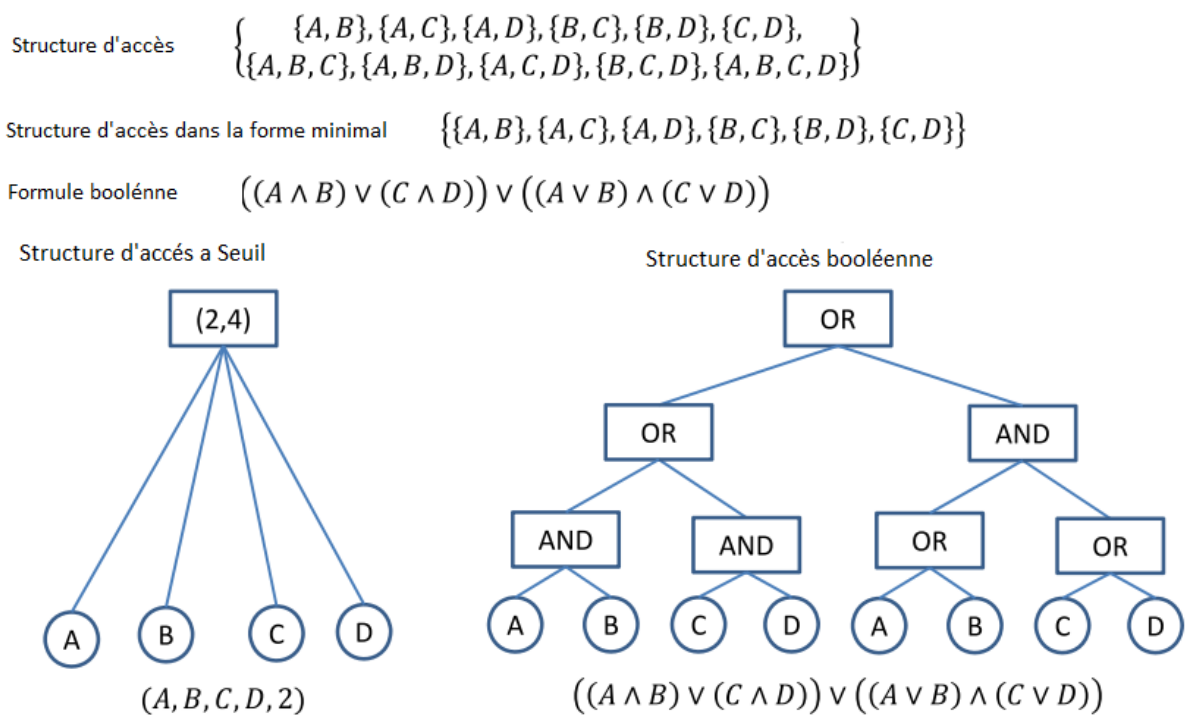 Structure d'accès
{ {A, B}, {A, C}, {A, D}, {B, C}, {B, D}, {C, D},
{A, B, C}, {A, B, D}, {A, C, D}, {B, C, D}, {A, B, C, D} }
Structure d'accès dans la forme minimal {{A, B}, {A, C}, {A, D}, {B, C}, {B, D}, {C, D}}
Formule boolénne ((A ∧ B) ∨ (C ∧ D)) ∨ ((A ∨ B) ∧ (C ∨ D))
Structure d'accés a Seuil
(2,4)
A B C D
(A, B, C, D, 2)
Structure d'accès booléenne
OR
OR AND
AND AND OR OR
A B C D A B C D
((A ∧ B) ∨ (C ∧ D)) ∨ ((A ∨ B) ∧ (C ∨ D))